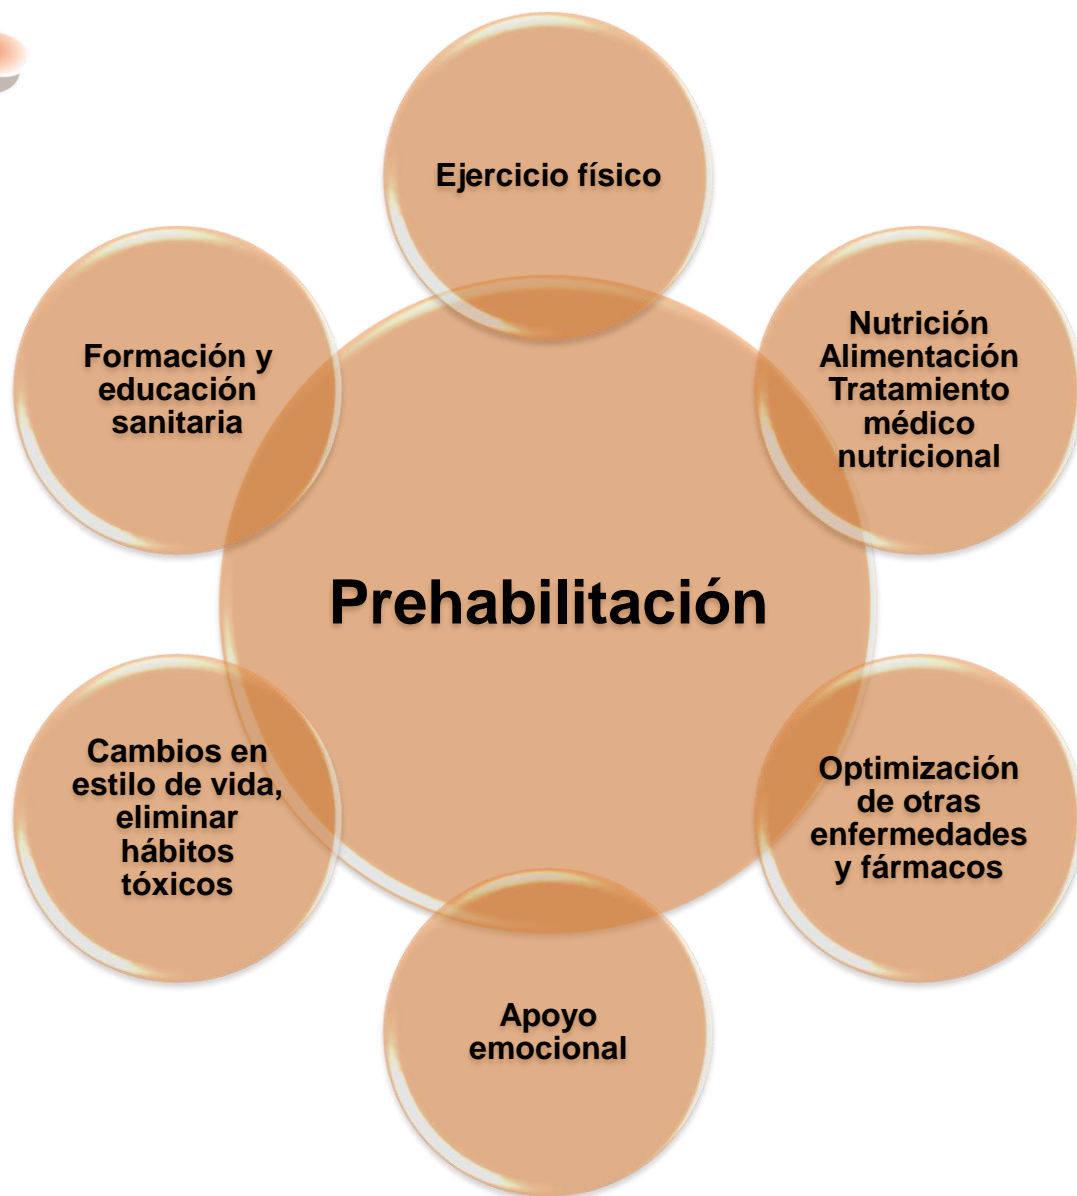 Ejercicio físico
Nutrición
Alimentación
Tratamiento
médico
nutricional
Formación y
educación
sanitaria
Prehabilitación
Cambios en
estilo de vida,
eliminar
hábitos
tóxicos
Optimización
de otras
enfermedades
y fármacos
Apoyo
emocional